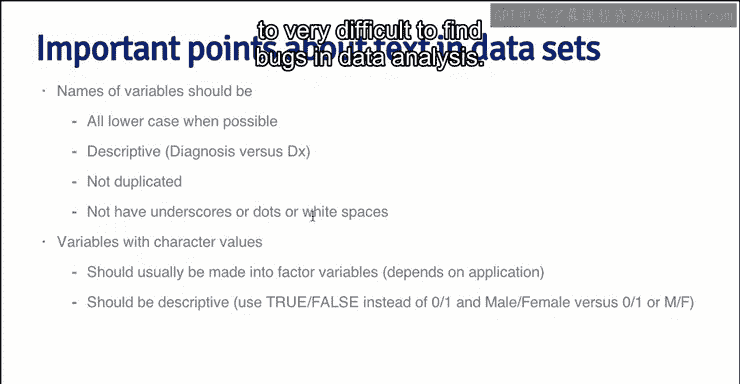 to very difficult to find
bugs in data analysis.
Important points about text in data sets
· Names of variables should be
- All lower case when possible
- Descriptive (Diagnosis versus Dx)
- Not duplicated
- Not have underscores or dots or white spaces
· Variables with character values
- Should usually be made into factor variables (depends on application)
- Should be descriptive (use TRUE/FALSE instead of 0/1 and Male/Female versus 0/1 or M/F)